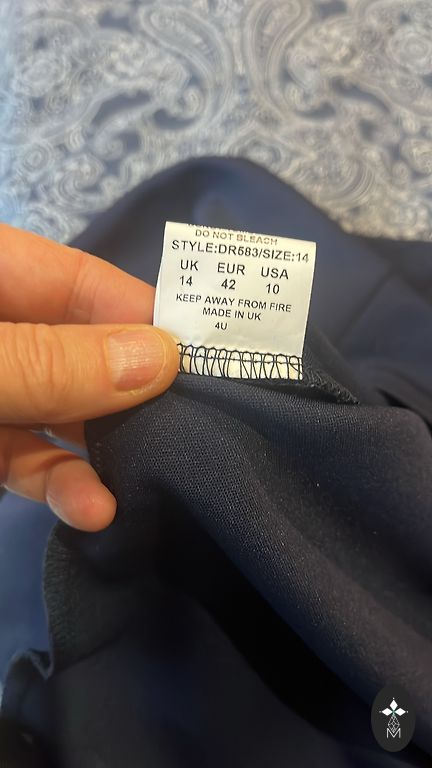 DO NOT BLEACH
STYLE:DR583/SIZE:14
UK EUR USA
14 42 10
KEEP AWAY FROM FIRE
MADE IN UK
4U
M